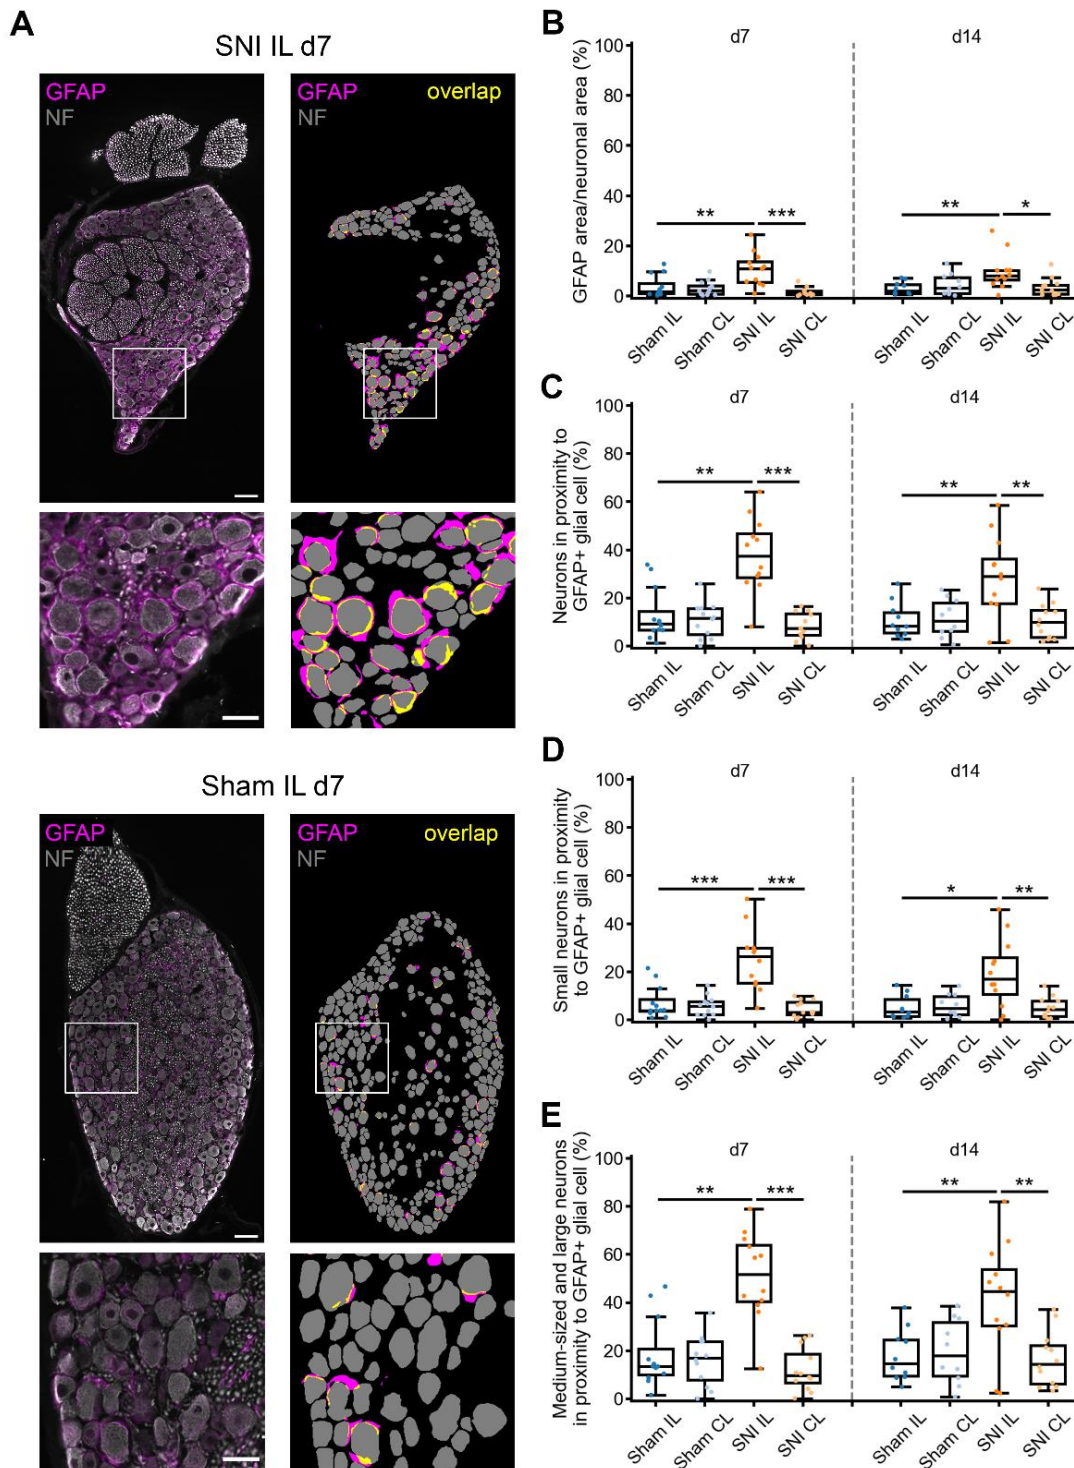 A
SNI IL d7
GFAP
NF
GFAP
overlap
NF
Sham IL d7
GFAP
NF
GFAP
overlap
NF
B
d7
d14
GFAP area/neuronal area (%)
100
80
60
40
20
0
**
***
**
*
Sham IL
Sham CL
SNI IL
SNI CL
Sham IL
Sham CL
SNI IL
SNI CL
C
d7
d14
Neurons in proximity to
GFAP+ glial cell (%)
100
80
60
40
20
0
**
***
**
**
Sham IL
Sham CL
SNI IL
SNI CL
Sham IL
Sham CL
SNI IL
SNI CL
D
d7
d14
Small neurons in proximity
to GFAP+ glial cell (%)
100
80
60
40
20
0
***
***
*
**
Sham IL
Sham CL
SNI IL
SNI CL
Sham IL
Sham CL
SNI IL
SNI CL
E
d7
d14
Medium-sized and large neurons
in proximity to GFAP+ glial cell (%)
100
80
60
40
20
0
**
***
**
**
Sham IL
Sham CL
SNI IL
SNI CL
Sham IL
Sham CL
SNI IL
SNI CL